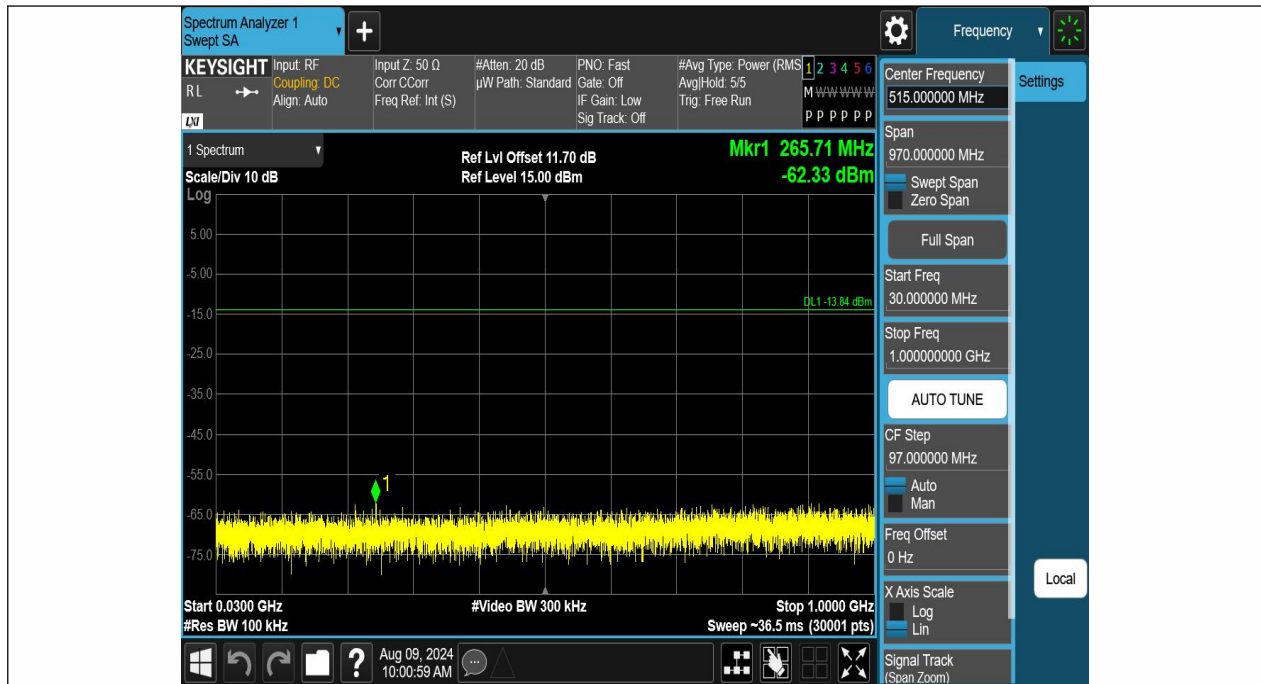 Spectrum Analyzer 1
Swept SA
+
Frequency
KEYSIGHT
R L
LXI
Input: RF
Coupling: DC
Align: Auto
Input Z: 50 Ω
Corr CCorr
Freq Ref: Int (S)
#Atten: 20 dB
µW Path: Standard
PNO: Fast
Gate: Off
IF Gain: Low
Sig Track: Off
#Avg Type: Power (RMS
Avg|Hold: 5/5
Trig: Free Run
1 2 3 4 5 6
M W W W W W
P P P P P P
1 Spectrum
Scale/Div 10 dB
Log
Ref Lvl Offset 11.70 dB
Ref Level 15.00 dBm
Mkr1 265.71 MHz
-62.33 dBm
5.00
-5.00
DL1 -13.84 dBm
-15.0
-25.0
-35.0
-45.0
-55.0
1
-65.0
-75.0
Start 0.0300 GHz
#Res BW 100 kHz
#Video BW 300 kHz
Stop 1.0000 GHz
Sweep ~36.5 ms (30001 pts)
?
Aug 09, 2024
10:00:59 AM
Center Frequency
515.000000 MHz
Span
970.000000 MHz
Swept Span
Zero Span
Full Span
Start Freq
30.000000 MHz
Stop Freq
1.000000000 GHz
AUTO TUNE
CF Step
97.000000 MHz
Auto
Man
Freq Offset
0 Hz
X Axis Scale
Log
Lin
Signal Track
(Span Zoom)
Settings
Local